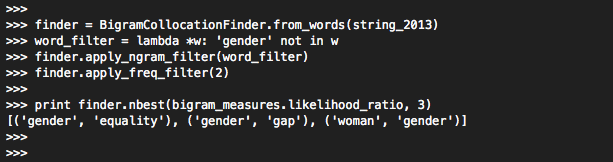 >>>
>>> finder = BigramCollocationFinder.from_words(string_2013)
>>> word_filter = lambda *w: 'gender' not in w
>>> finder.apply_ngram_filter(word_filter)
>>> finder.apply_freq_filter(2)
>>>
>>> print finder.nbest(bigram_measures.likelihood_ratio, 3)
[('gender', 'equality'), ('gender', 'gap'), ('woman', 'gender')]
>>>
>>>